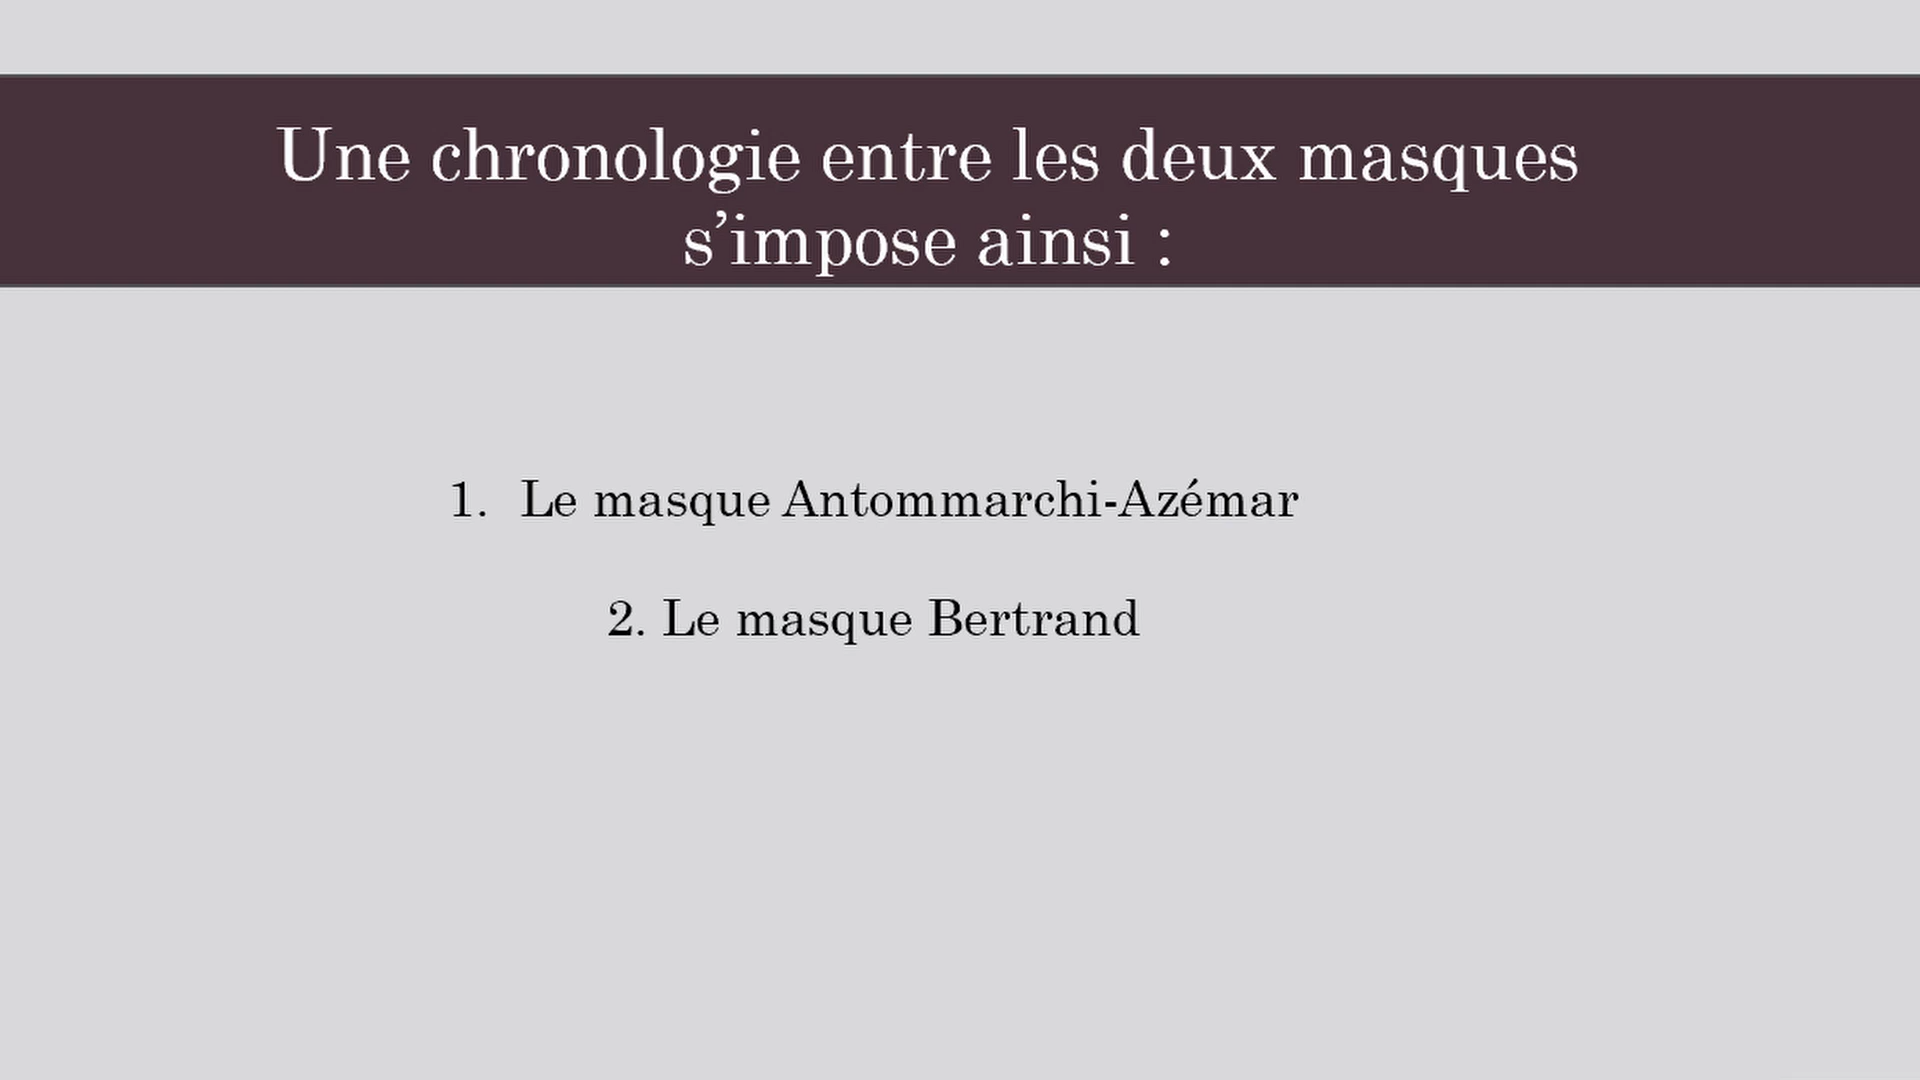 Une chronologie entre les deux masques
s’impose ainsi :
1. Le masque Antommarchi-Azémar
2. Le masque Bertrand